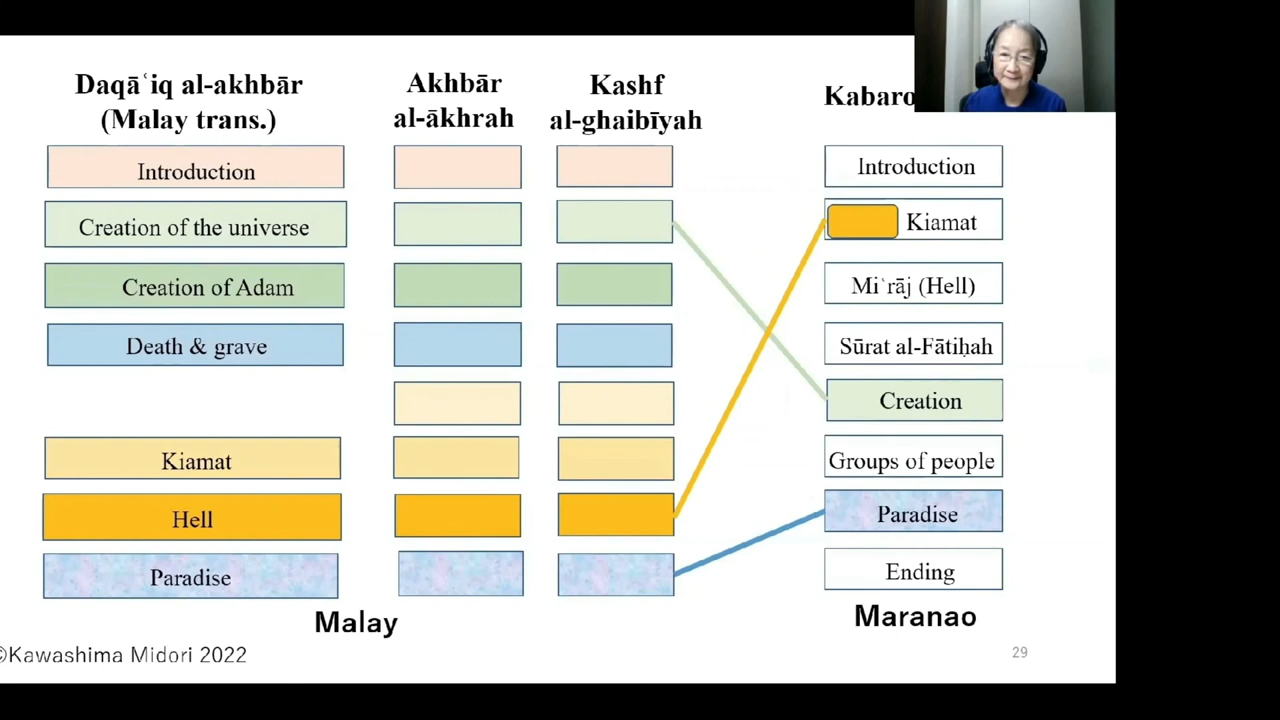 Daqāʿiq al-akhbār
(Malay trans.)
Akhbār
al-ākhrah
Kashf
al-ghaibīyah
Kabaro
Introduction
Creation of the universe
Creation of Adam
Death & grave
Kiamat
Hell
Paradise
Introduction
Kiamat
Miʿrāj (Hell)
Sūrat al-Fātiḥah
Creation
Groups of people
Paradise
Ending
Malay
Maranao
©Kawashima Midori 2022
29